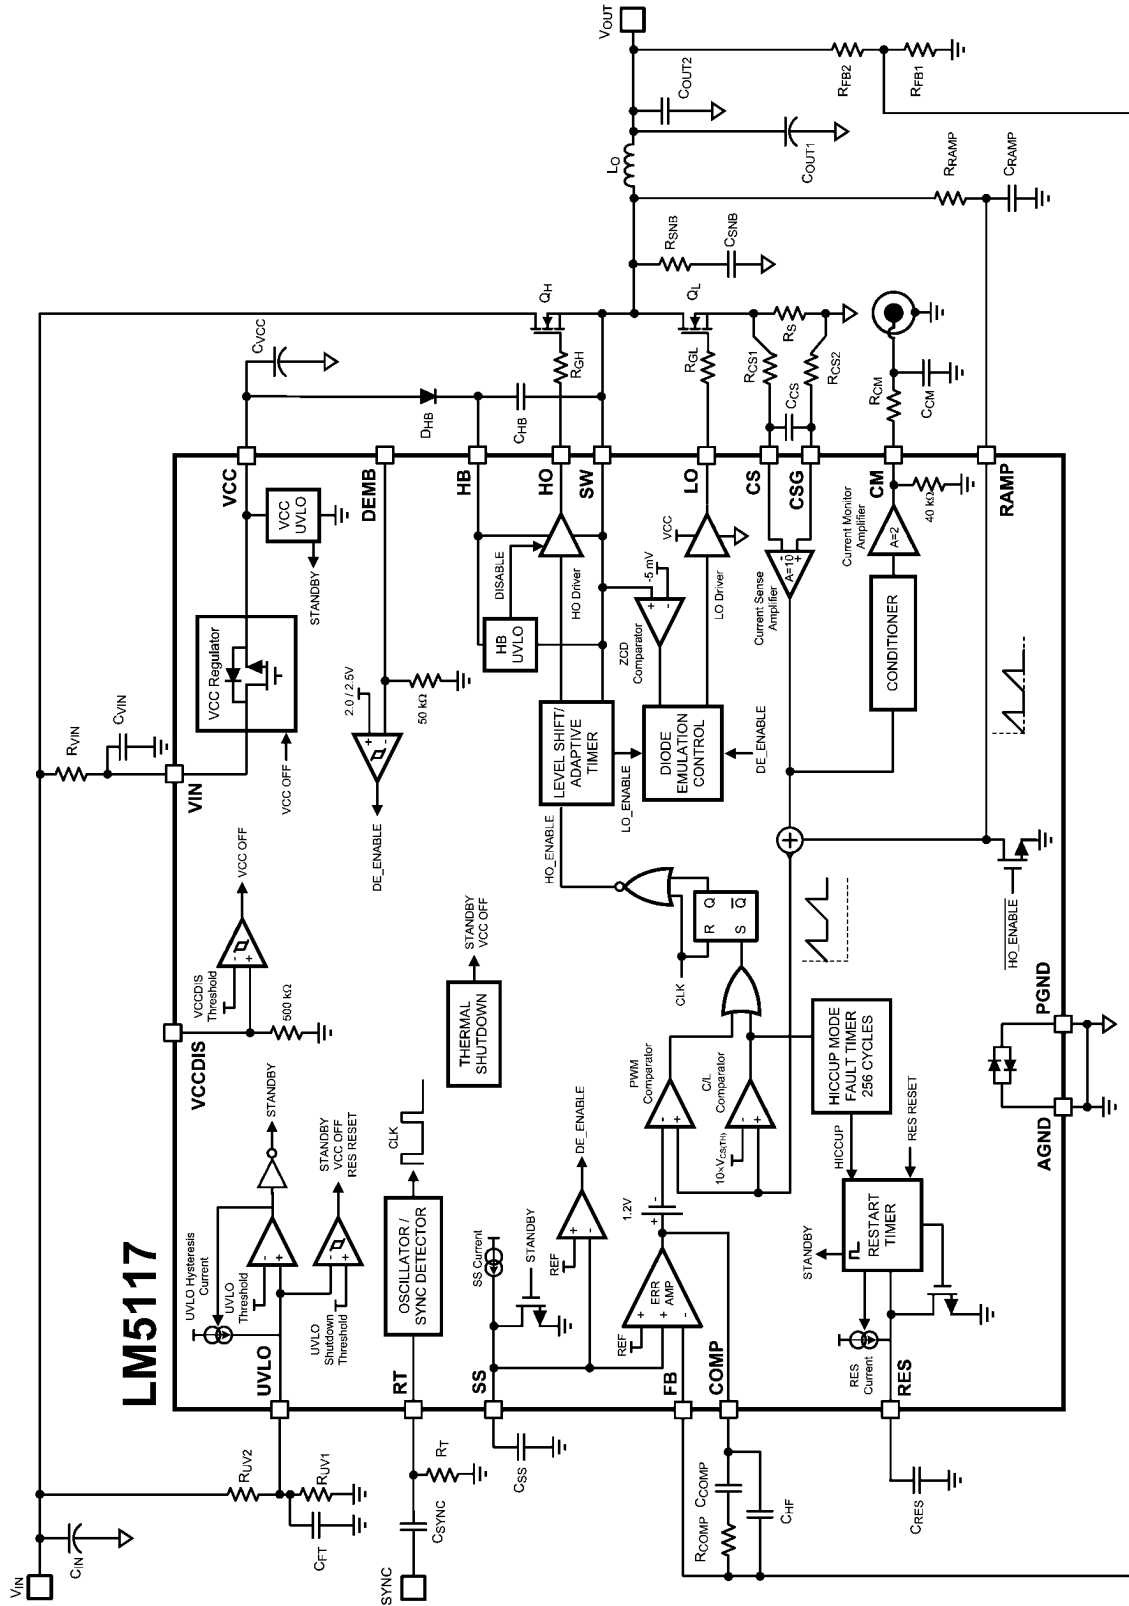 LM5117
VIN
CIN
RUV2
RUV1
CFT
SYNC
CSYNC
RT
CSS
RCOMP
CCOMP
CHF
CRES
UVLO
UVLO Hysteresis
Current
UVLO
Threshold
UVLO
Shutdown
Threshold
-
+
-
+
STANDBY
STANDBY
VCC OFF
RES RESET
RT
OSCILLATOR /
SYNC DETECTOR
CLK
SS
SS Current
STANDBY
REF
+
-
DE_ENABLE
FB
REF
+
+
-
ERR
AMP
COMP
+
-
1.2V
-
+
PWM
Comparator
10×VCS(TH)
-
+
C/L
Comparator
RES
RES
Current
STANDBY
RESTART
TIMER
HICCUP
RES RESET
HICCUP MODE
FAULT TIMER
256 CYCLES
VCCDIS
VCCDIS
Threshold
500 kΩ
-
+
VCC OFF
THERMAL
SHUTDOWN
STANDBY
VCC OFF
CLK
R
Q
S
Q
HO_ENABLE
AGND
PGND
HO_ENABLE
VIN
RVIN
CVIN
VCC OFF
VCC Regulator
VCC
UVLO
STANDBY
VCC
CVCC
2.0 / 2.5V
+
-
50 kΩ
DE_ENABLE
DEMB
DHB
HB
CHB
HB
UVLO
DISABLE
HO Driver
HO
SW
LEVEL SHIFT/
ADAPTIVE
TIMER
LO_ENABLE
DIODE
EMULATION
CONTROL
DE_ENABLE
ZCD
Comparator
+
-
-5 mV
VCC
LO Driver
LO
CS
CSG
-
+
A=10
Current Sense
Amplifier
CONDITIONER
A=2
Current Monitor
Amplifier
40 kΩ
CM
RAMP
RGH
QH
RGL
QL
RCS1
CCS
RCS2
RS
RCM
CCM
RSNB
CSNB
RRAMP
CRAMP
LO
COUT1
COUT2
VOUT
RFB2
RFB1